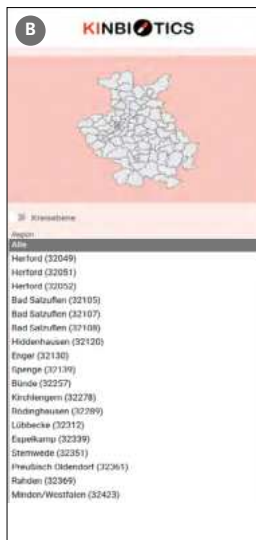 B
KINBIOTICS
Kreisebene
Region
Alle
Herford (32049)
Herford (32051)
Herford (32052)
Bad Salzuflen (32105)
Bad Salzuflen (32107)
Bad Salzuflen (32108)
Hiddenhausen (32120)
Enger (32130)
Spenge (32139)
Bünde (32257)
Kirchlengern (32278)
Rödinghausen (32289)
Lübbecke (32312)
Espelkamp (32339)
Stemwede (32351)
Preußisch Oldendorf (32361)
Rahden (32369)
Minden/Westfalen (32423)